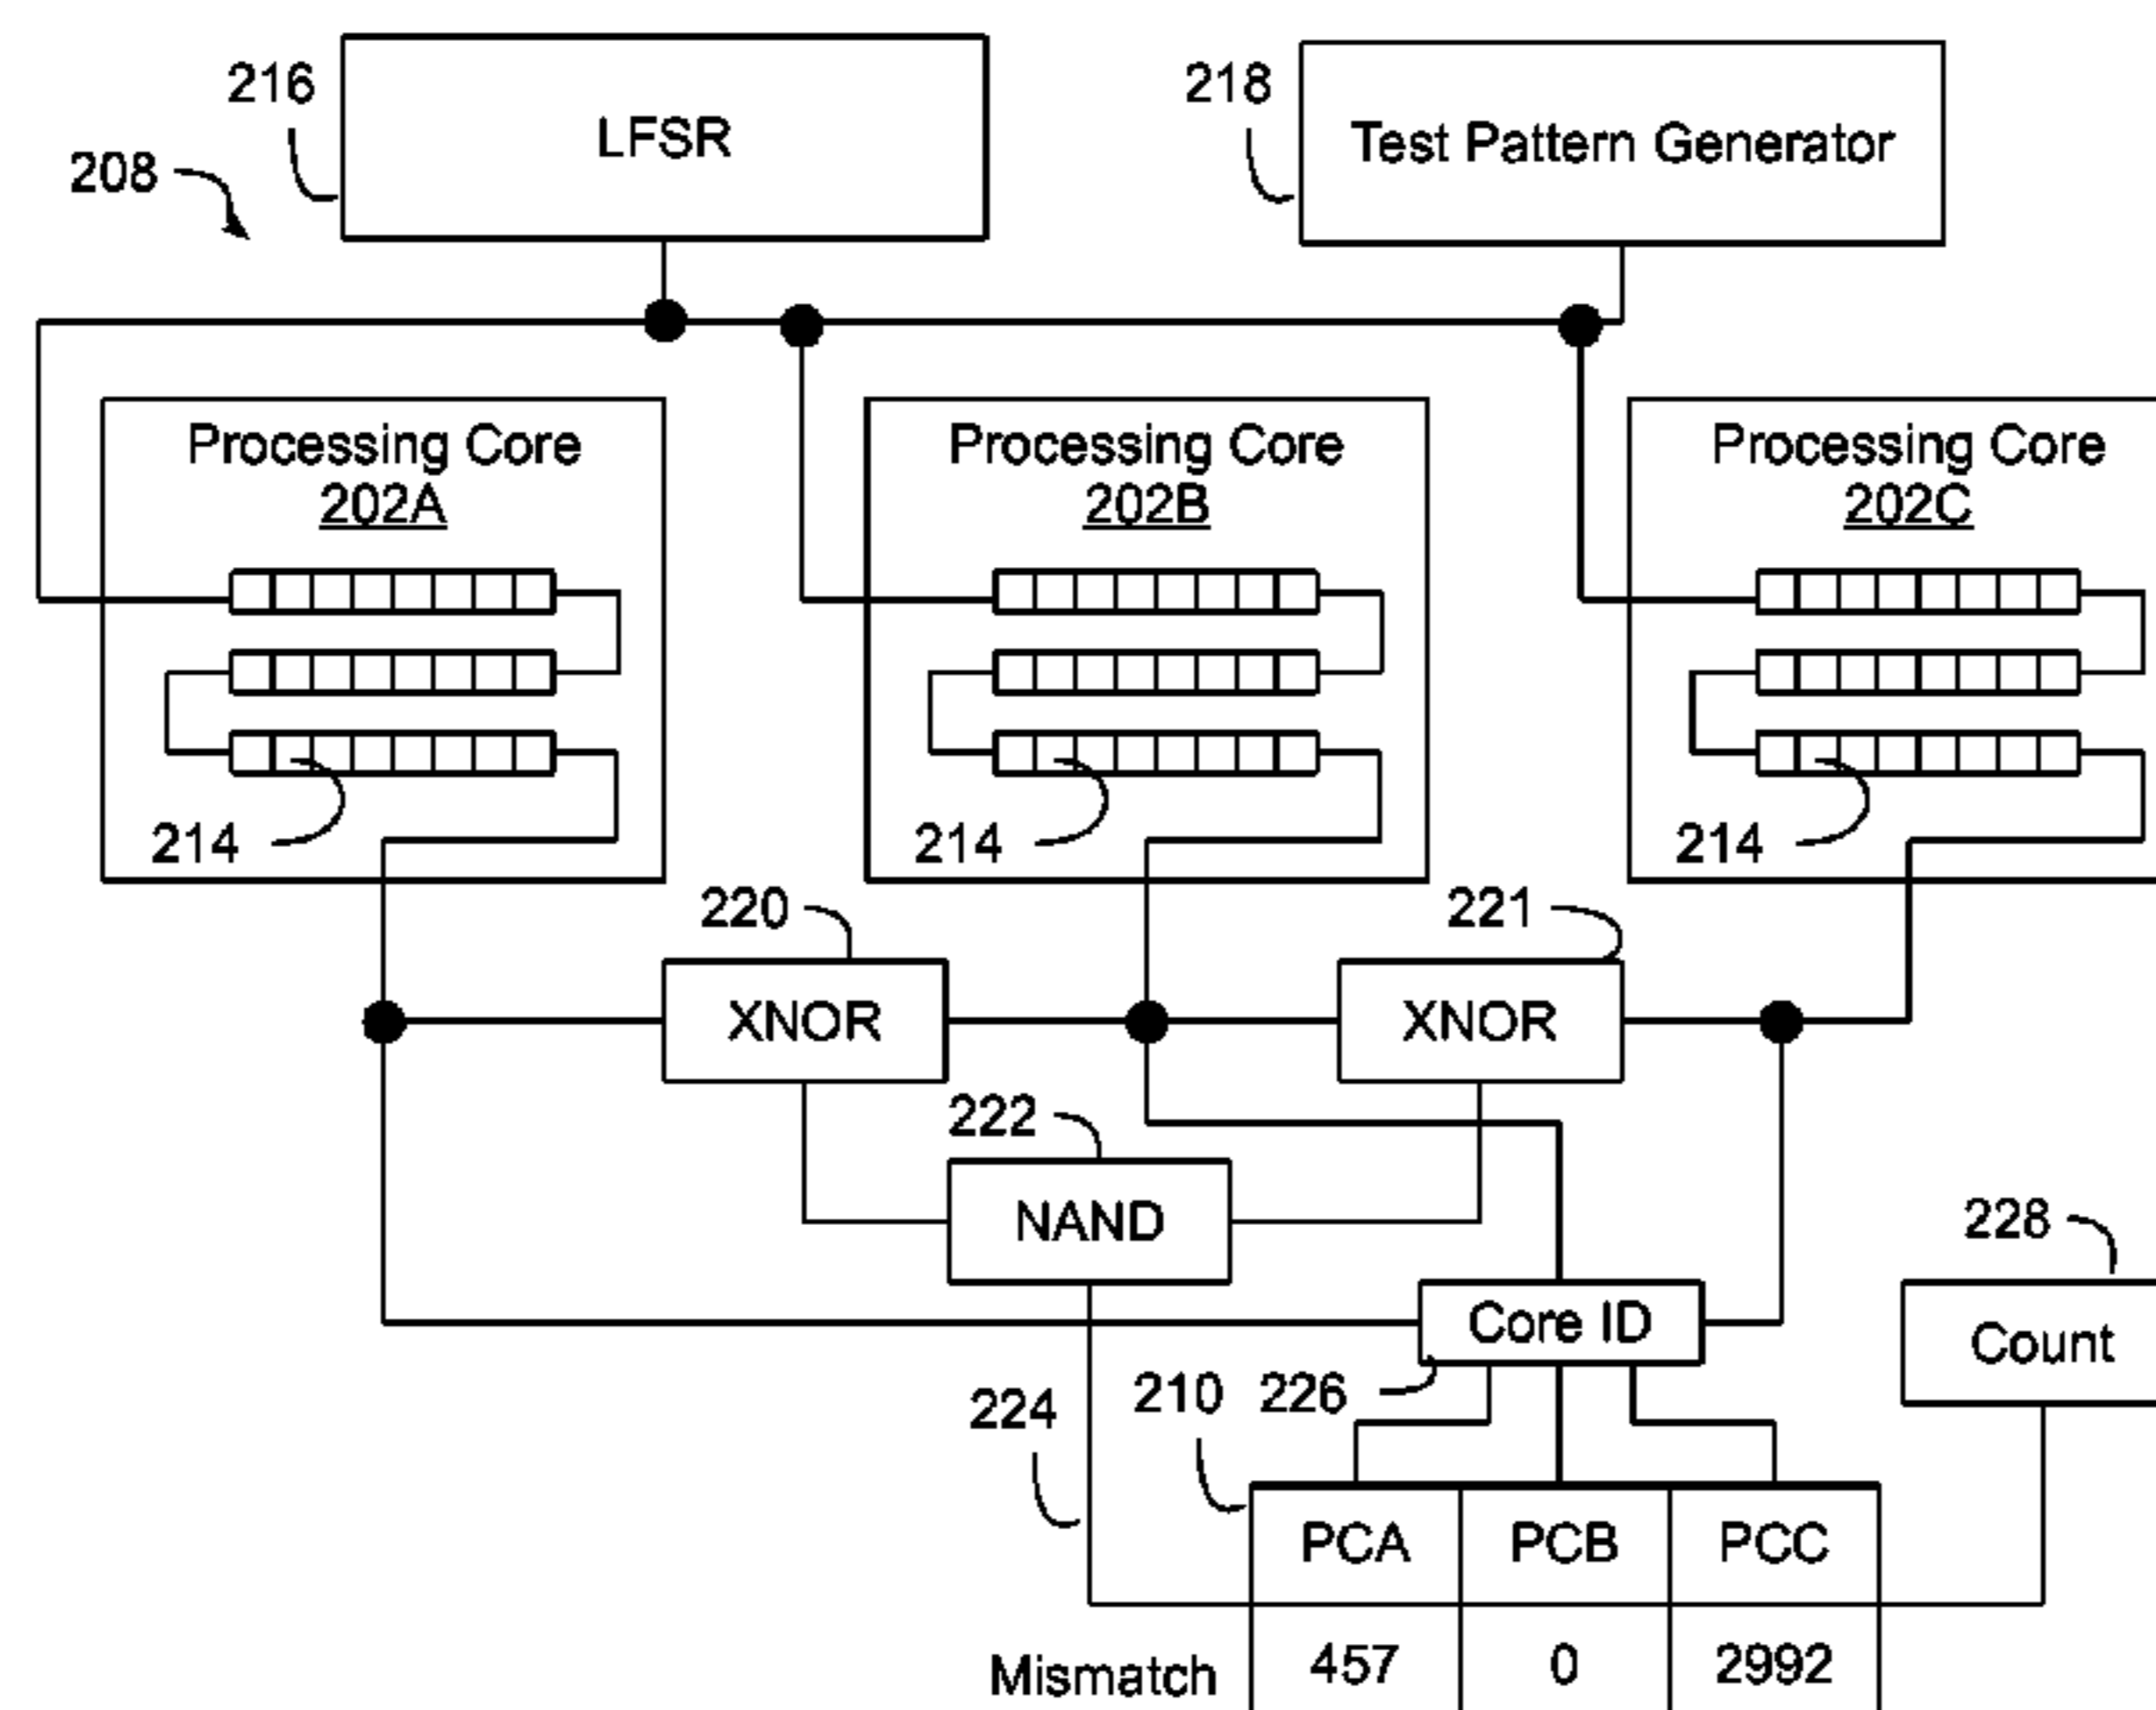 216
LFSR
218
Test Pattern Generator
208
Processing Core
202A
Processing Core
202B
Processing Core
202C
214
214
214
220
XNOR
221
XNOR
222
NAND
228
Core ID
Count
224
210
226
PCA
PCB
PCC
Mismatch
457
0
2992